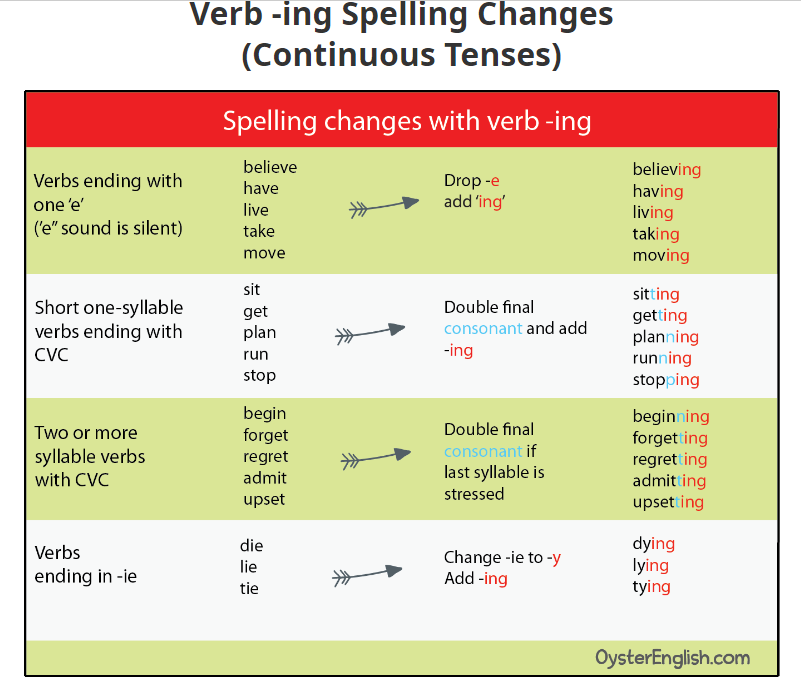 Verb -ing Spelling Changes
(Continuous Tenses)
Spelling changes with verb -ing
Verbs ending with
one ‘e’
(‘e” sound is silent)
believe
have
live
take
move
Drop -e
add ‘ing’
believing
having
living
taking
moving
Short one-syllable
verbs ending with
CVC
sit
get
plan
run
stop
Double final
consonant and add
-ing
sitting
getting
planning
running
stopping
Two or more
syllable verbs
with CVC
begin
forget
regret
admit
upset
Double final
consonant if
last syllable is
stressed
beginning
forgetting
regretting
admitting
upsetting
Verbs
ending in -ie
die
lie
tie
Change -ie to -y
Add -ing
dying
lying
tying
OysterEnglish.com